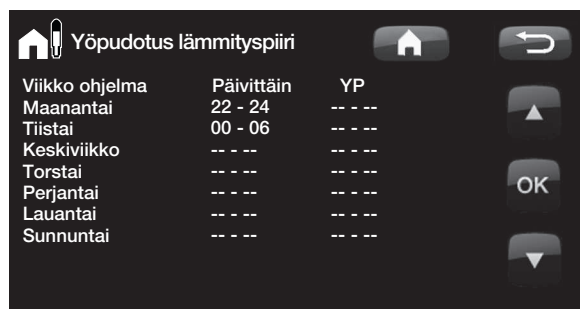 Yöpudotus lämmityspiiri
Viikko ohjelma Päivittäin YP
Maanantai 22 - 24 -- - --
Tiistai 00 - 06 -- - --
Keskiviikko -- - -- -- - --
Torstai -- - -- -- - --
Perjantai -- - -- -- - --
Lauantai -- - -- -- - --
Sunnuntai -- - -- -- - --
OK